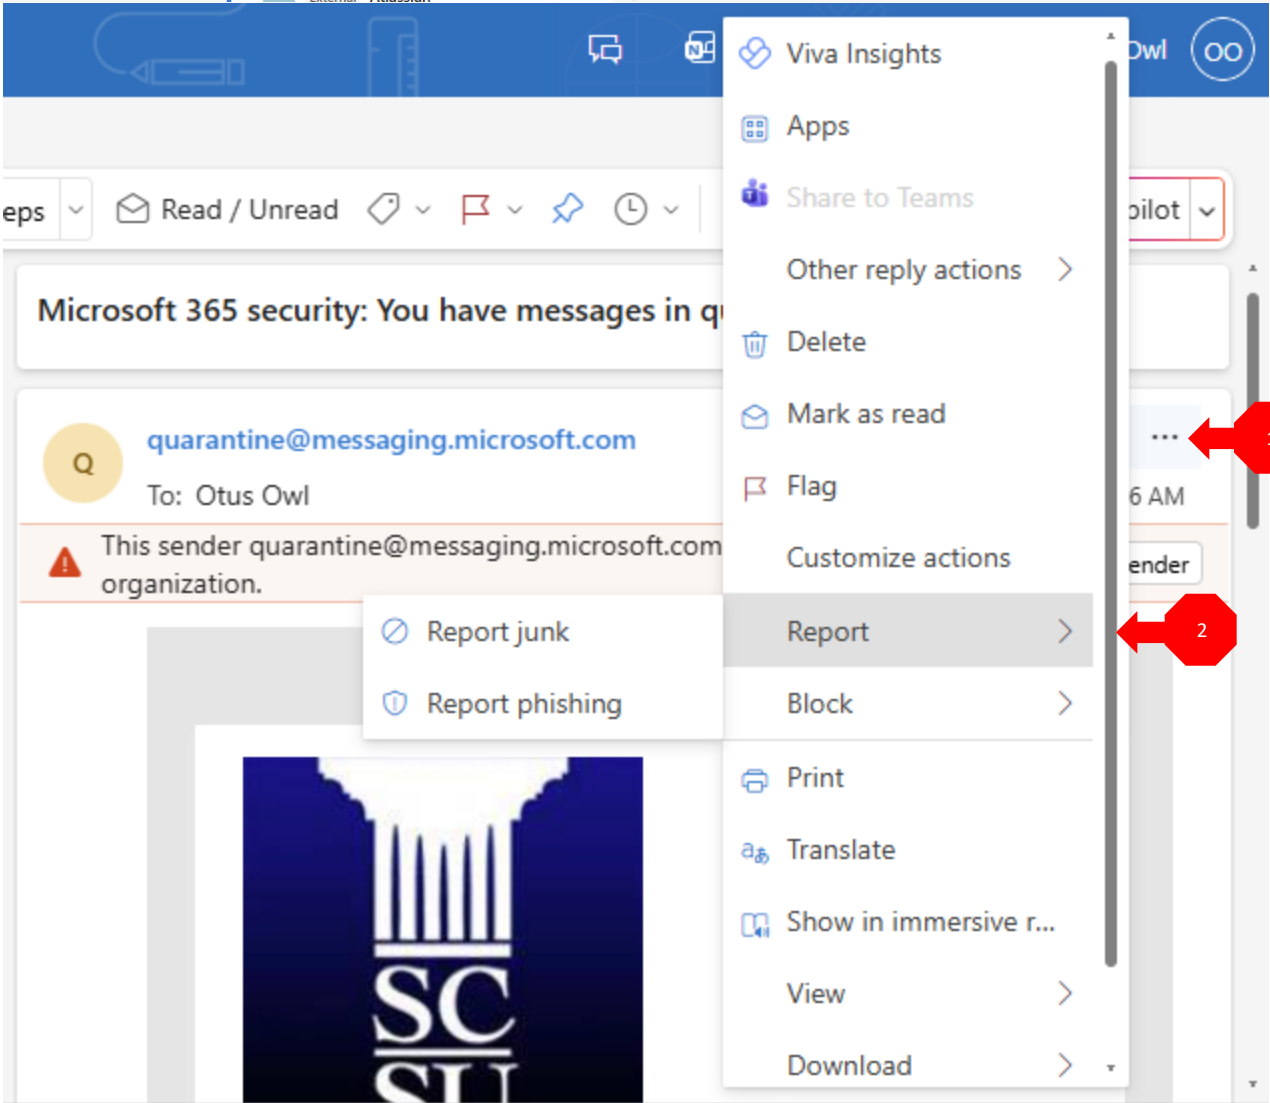 External - Atlassian
N
Owl
OO
Viva Insights
Apps
Share to Teams
Other reply actions
Delete
Mark as read
Flag
Customize actions
Report
Block
Print
Translate
Show in immersive r...
View
Download
eps
Read / Unread
pilot
Microsoft 365 security: You have messages in qu
Q
quarantine@messaging.microsoft.com
To: Otus Owl
...
6 AM
This sender quarantine@messaging.microsoft.com
organization.
ender
Report junk
Report phishing
2
SC
SU